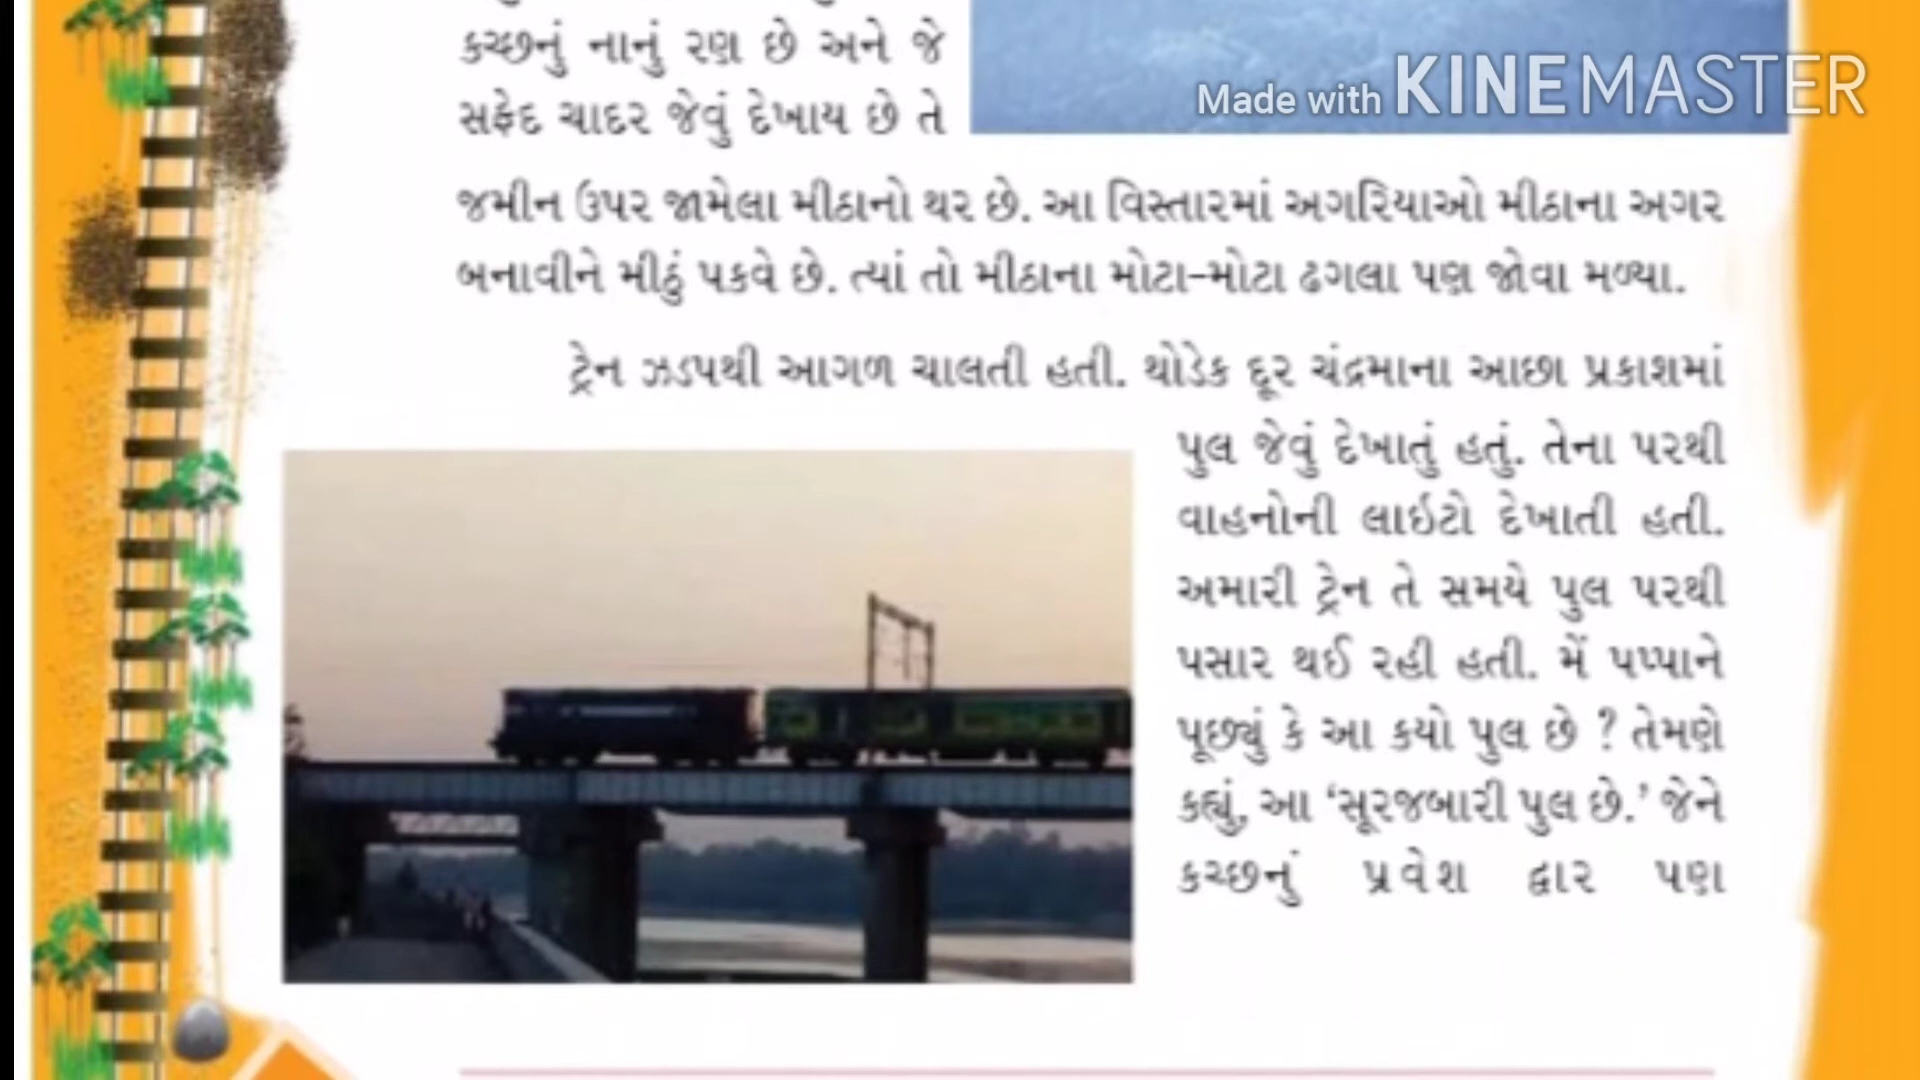 કચ્છનું નાનું રણ છે અને જે
સફેદ ચાદર જેવું દેખાય છે તે
Made with KINEMASTER
જમીન ઉપર જામેલા મીઠાનો થર છે. આ વિસ્તારમાં અગરિયાઓ મીઠાના અગર
બનાવીને મીઠું પકવે છે. ત્યાં તો મીઠાના મોટા-મોટા ઢગલા પણ જોવા મળ્યા.
ટ્રેન ઝડપથી આગળ ચાલતી હતી. થોડેક દૂર ચંદ્રમાના આછા પ્રકાશમાં
પુલ જેવું દેખાતું હતું. તેના પરથી
વાહનોની લાઇટો દેખાતી હતી.
અમારી ટ્રેન તે સમયે પુલ પરથી
પસાર થઈ રહી હતી. મેં પપ્પાને
પૂછ્યું કે આ કયો પુલ છે ? તેમણે
કહ્યું, આ ‘સૂરજબારી પુલ છે.’ જેને
કચ્છનું પ્રવેશ દ્વાર પણ